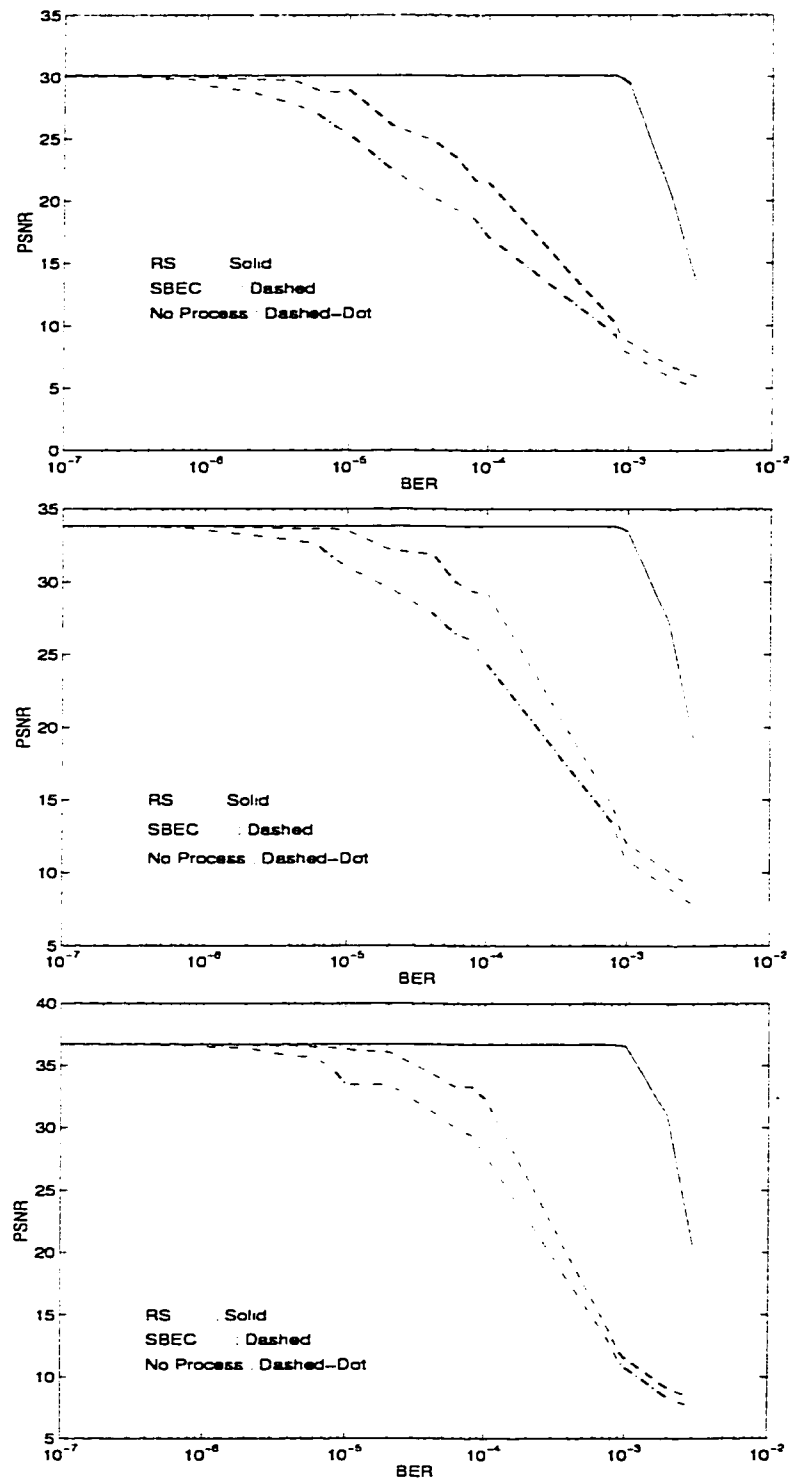 35
30
25
20
15
10
5
0
PSNR
RS Solid
SBEC : Dashed
No Process : Dashed-Dot
10^-7 10^-6 10^-5 10^-4 10^-3 10^-2
BER
35
30
25
20
15
10
5
PSNR
RS Solid
SBEC : Dashed
No Process : Dashed-Dot
10^-7 10^-6 10^-5 10^-4 10^-3 10^-2
BER
40
35
30
25
20
15
10
5
PSNR
RS : Solid
SBEC : Dashed
No Process : Dashed-Dot
10^-7 10^-6 10^-5 10^-4 10^-3 10^-2
BER